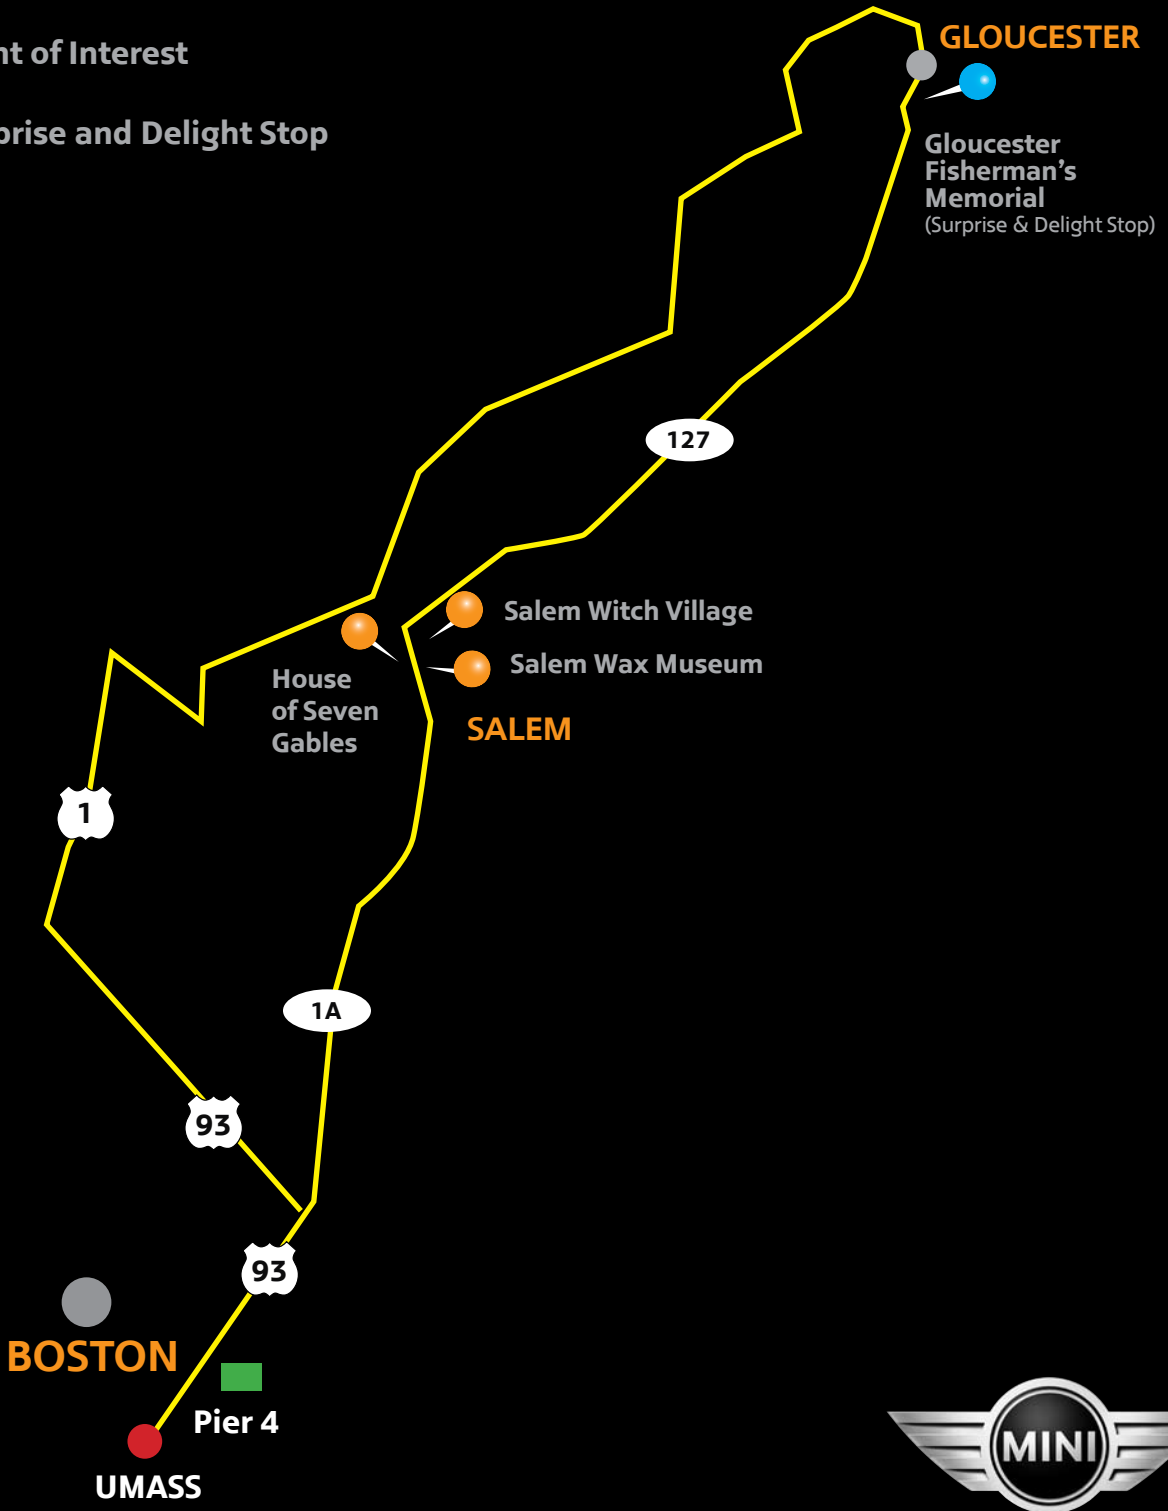 nt of Interest
GLOUCESTER
prise and Delight Stop
Gloucester
Fisherman’s
Memorial
(Surprise & Delight Stop)
127
Salem Witch Village
Salem Wax Museum
House
of Seven
Gables
SALEM
1
1A
93
93
BOSTON
Pier 4
UMASS
MINI